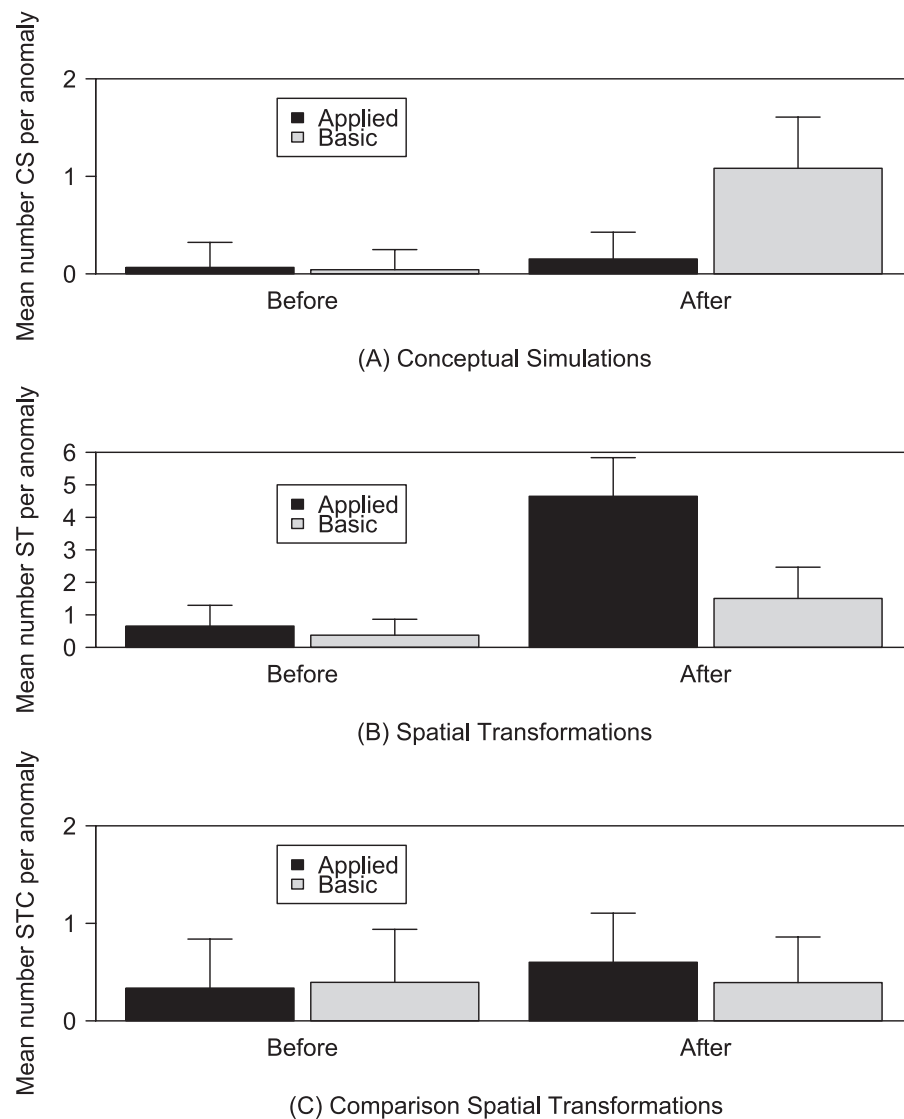 Mean number CS per anomaly
2
1
0
Applied
Basic
Before
After
(A) Conceptual Simulations
Mean number ST per anomaly
6
5
4
3
2
1
0
Applied
Basic
Before
After
(B) Spatial Transformations
Mean number STC per anomaly
2
1
0
Applied
Basic
Before
After
(C) Comparison Spatial Transformations